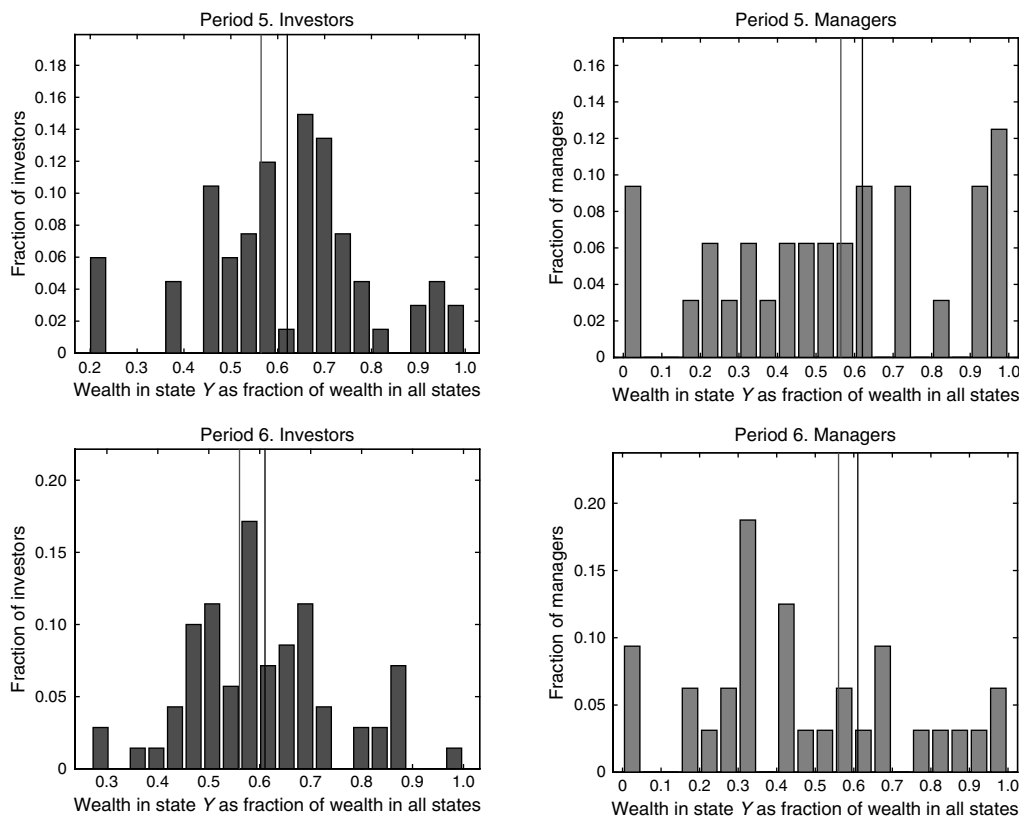 Period 5. Investors
Fraction of investors
0.18
0.16
0.14
0.12
0.10
0.08
0.06
0.04
0.02
0
0.2 0.3 0.4 0.5 0.6 0.7 0.8 0.9 1.0
Wealth in state Y as fraction of wealth in all states
Period 5. Managers
Fraction of managers
0.16
0.14
0.12
0.10
0.08
0.06
0.04
0.02
0
0 0.1 0.2 0.3 0.4 0.5 0.6 0.7 0.8 0.9 1.0
Wealth in state Y as fraction of wealth in all states
Period 6. Investors
Fraction of investors
0.20
0.15
0.10
0.05
0
0.3 0.4 0.5 0.6 0.7 0.8 0.9 1.0
Wealth in state Y as fraction of wealth in all states
Period 6. Managers
Fraction of managers
0.20
0.15
0.10
0.05
0
0 0.1 0.2 0.3 0.4 0.5 0.6 0.7 0.8 0.9 1.0
Wealth in state Y as fraction of wealth in all states